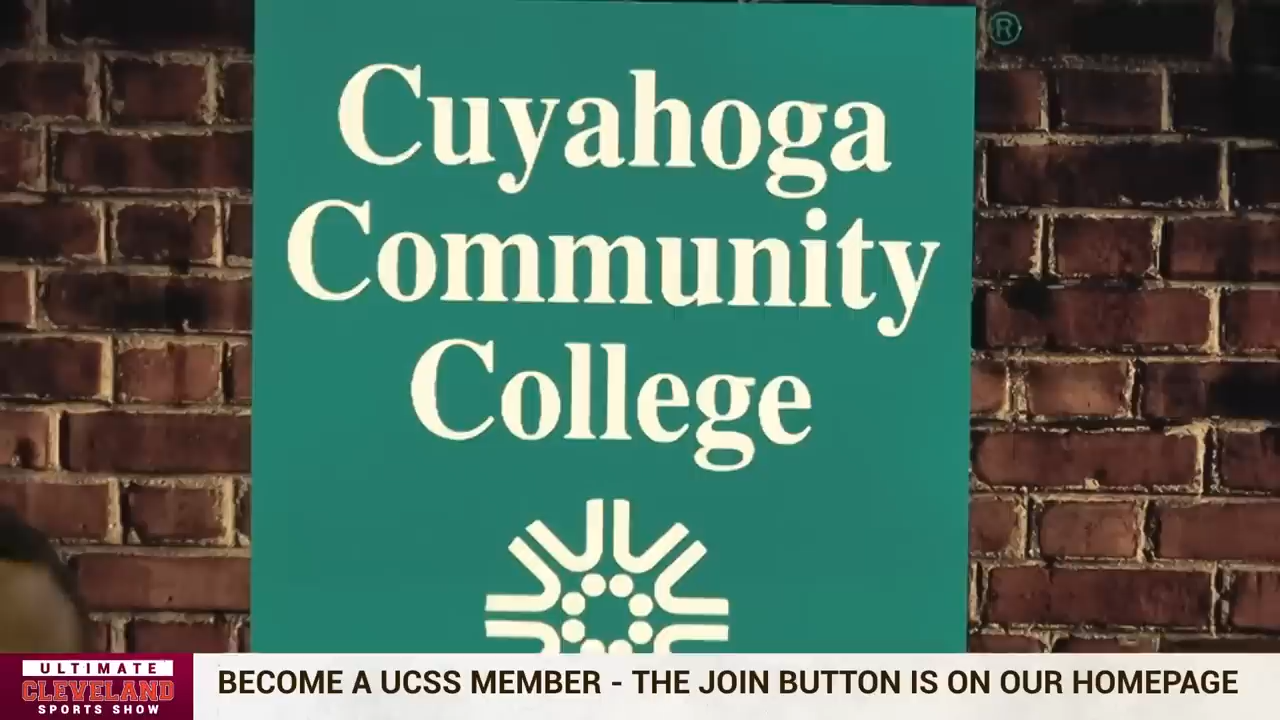 ®
Cuyahoga
Community
College
ULTIMATE
CLEVELAND
SPORTS SHOW
BECOME A UCSS MEMBER - THE JOIN BUTTON IS ON OUR HOMEPAGE